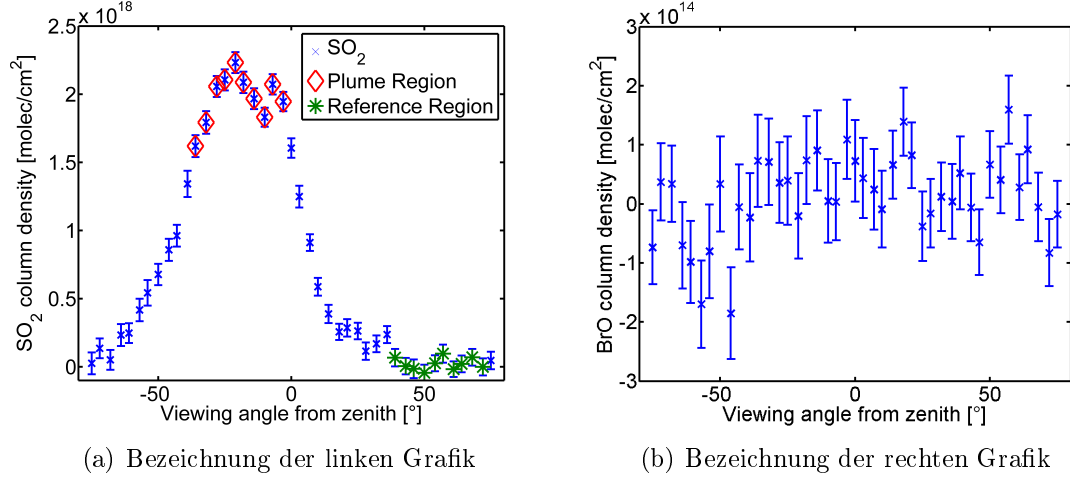 x 10^18
2.5
2
1.5
1
0.5
0
SO_2 column density [molec/cm^2]
SO_2
Plume Region
Reference Region
-50
0
50
Viewing angle from zenith [°]
(a) Bezeichnung der linken Grafik
x 10^14
3
2
1
0
-1
-2
-3
BrO column density [molec/cm^2]
-50
0
50
Viewing angle from zenith [°]
(b) Bezeichnung der rechten Grafik